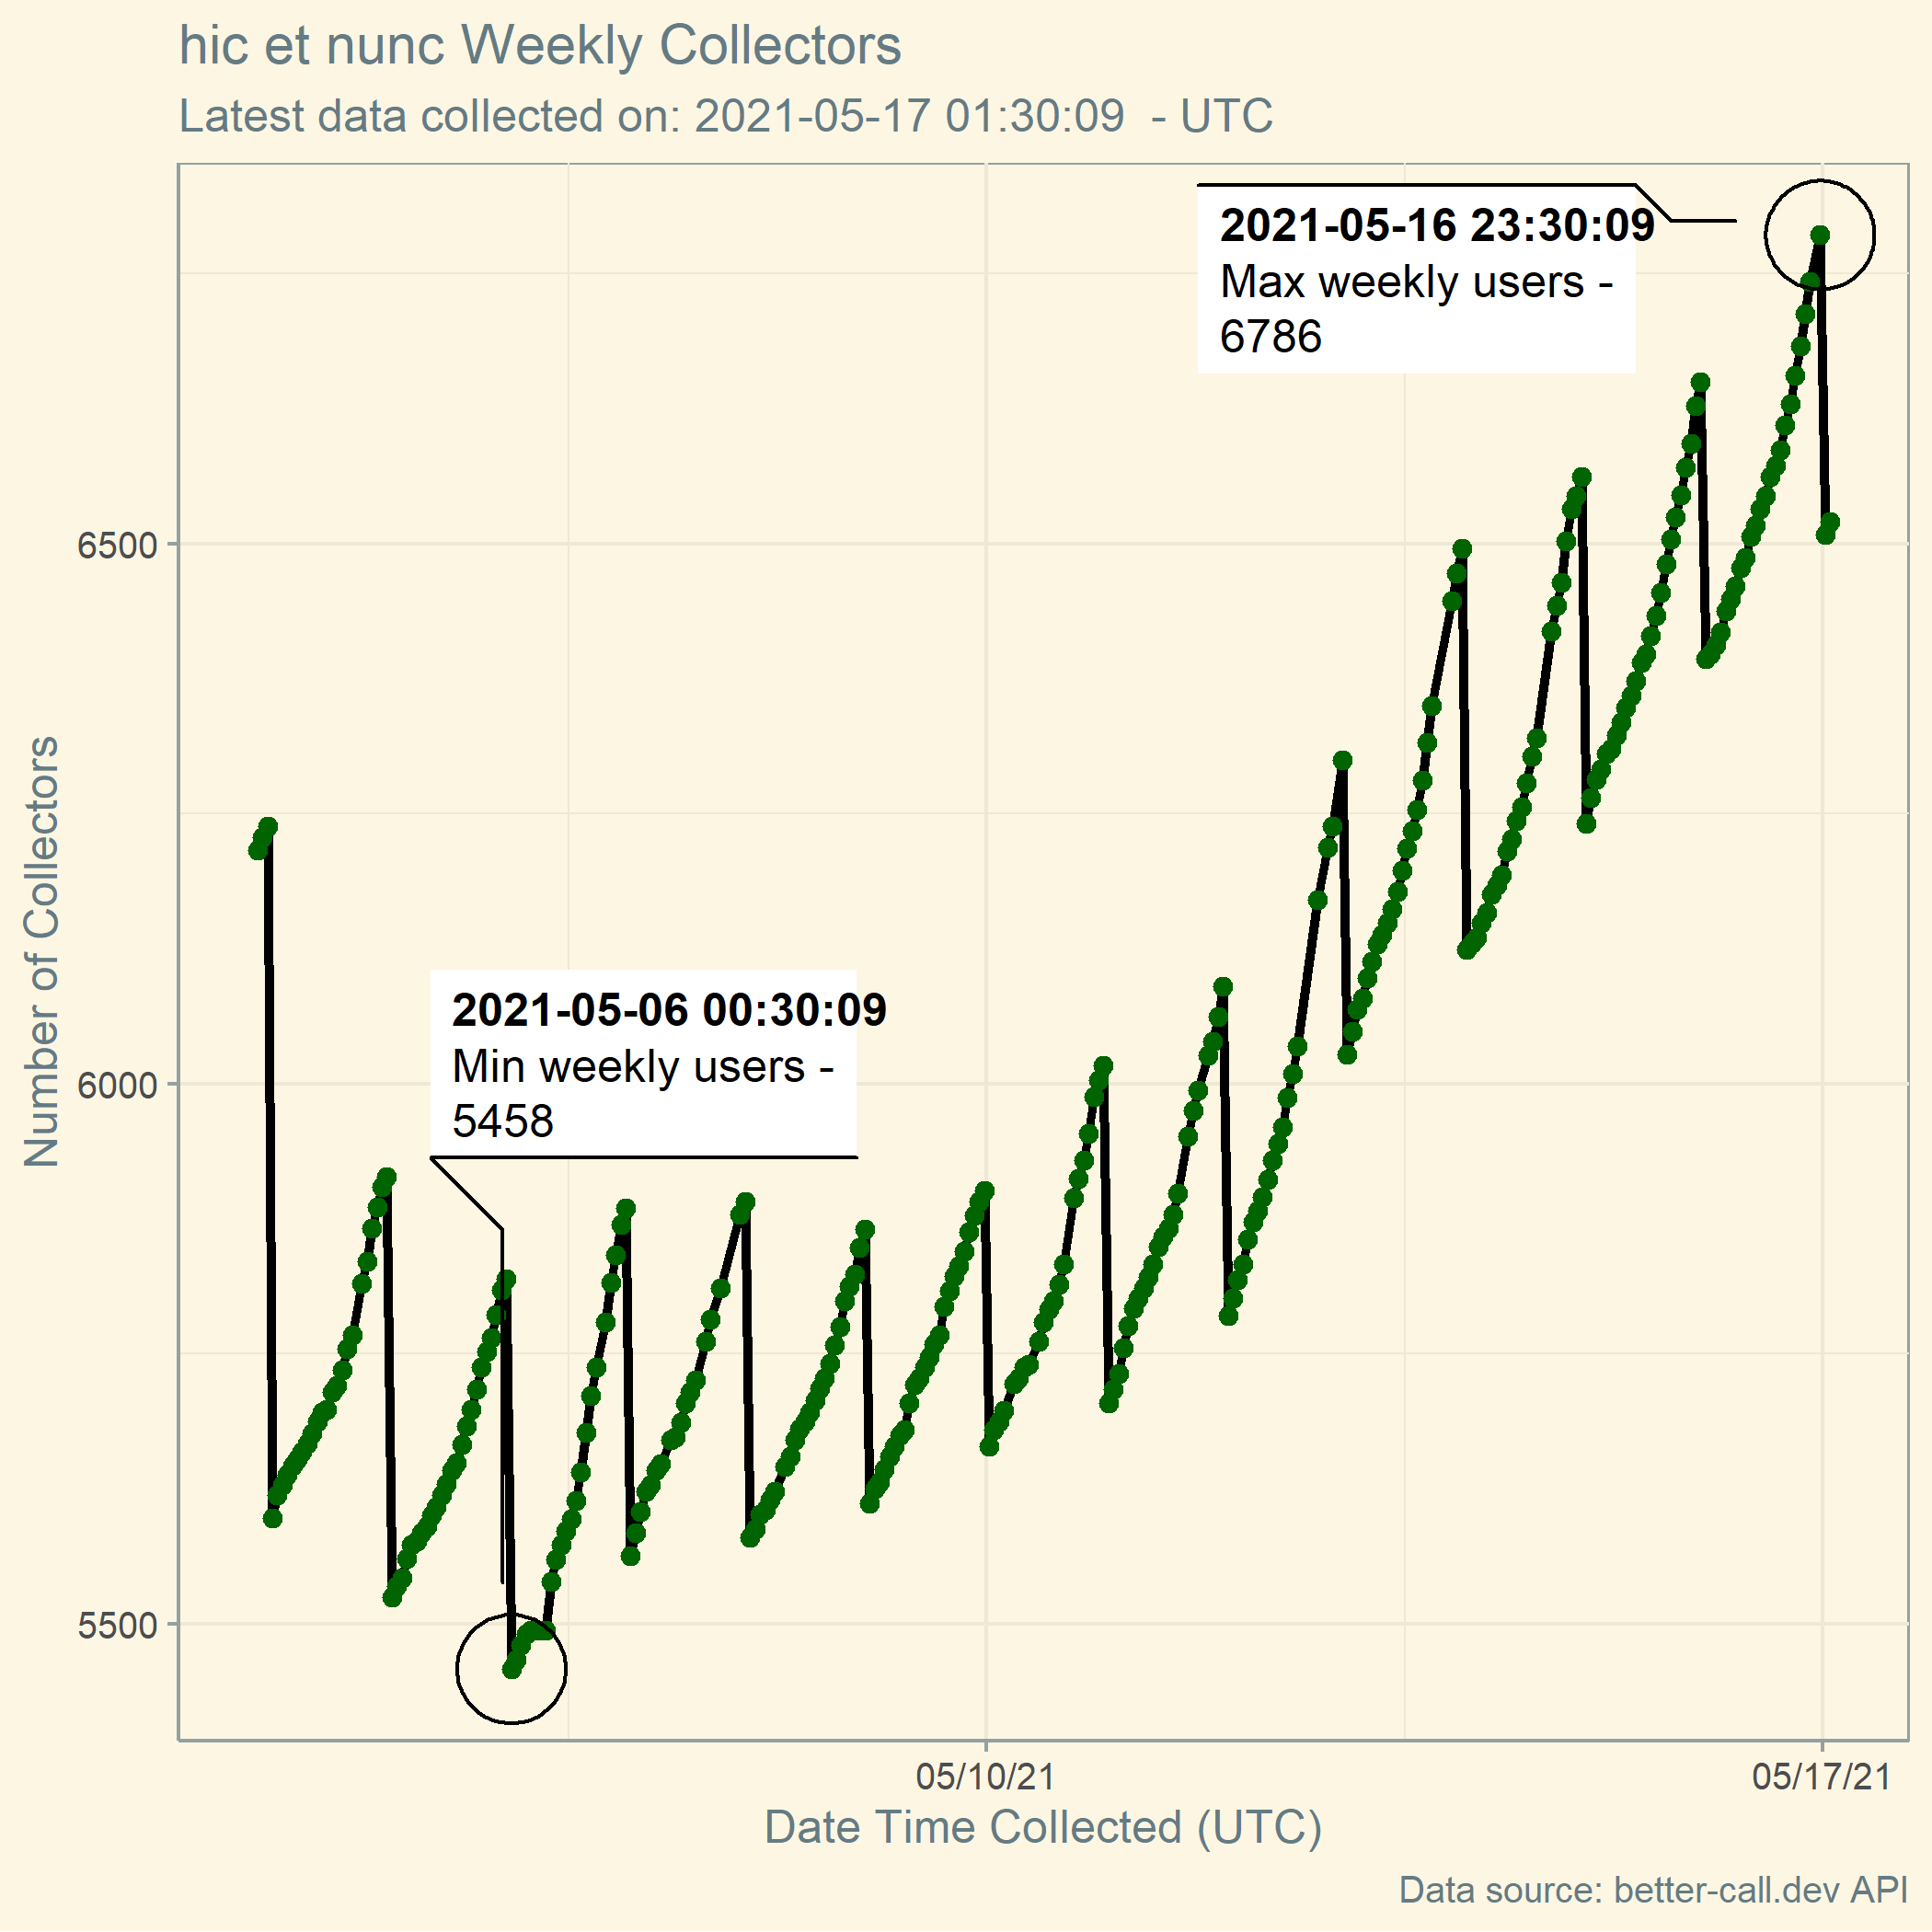 hic et nunc Weekly Collectors
Latest data collected on: 2021-05-17 01:30:09  - UTC
2021-05-16 23:30:09
Max weekly users -
6786
6500
Number of Collectors
2021-05-06 00:30:09
Min weekly users -
5458
6000
5500
05/10/21
05/17/21
Date Time Collected (UTC)
Data source: better-call.dev API